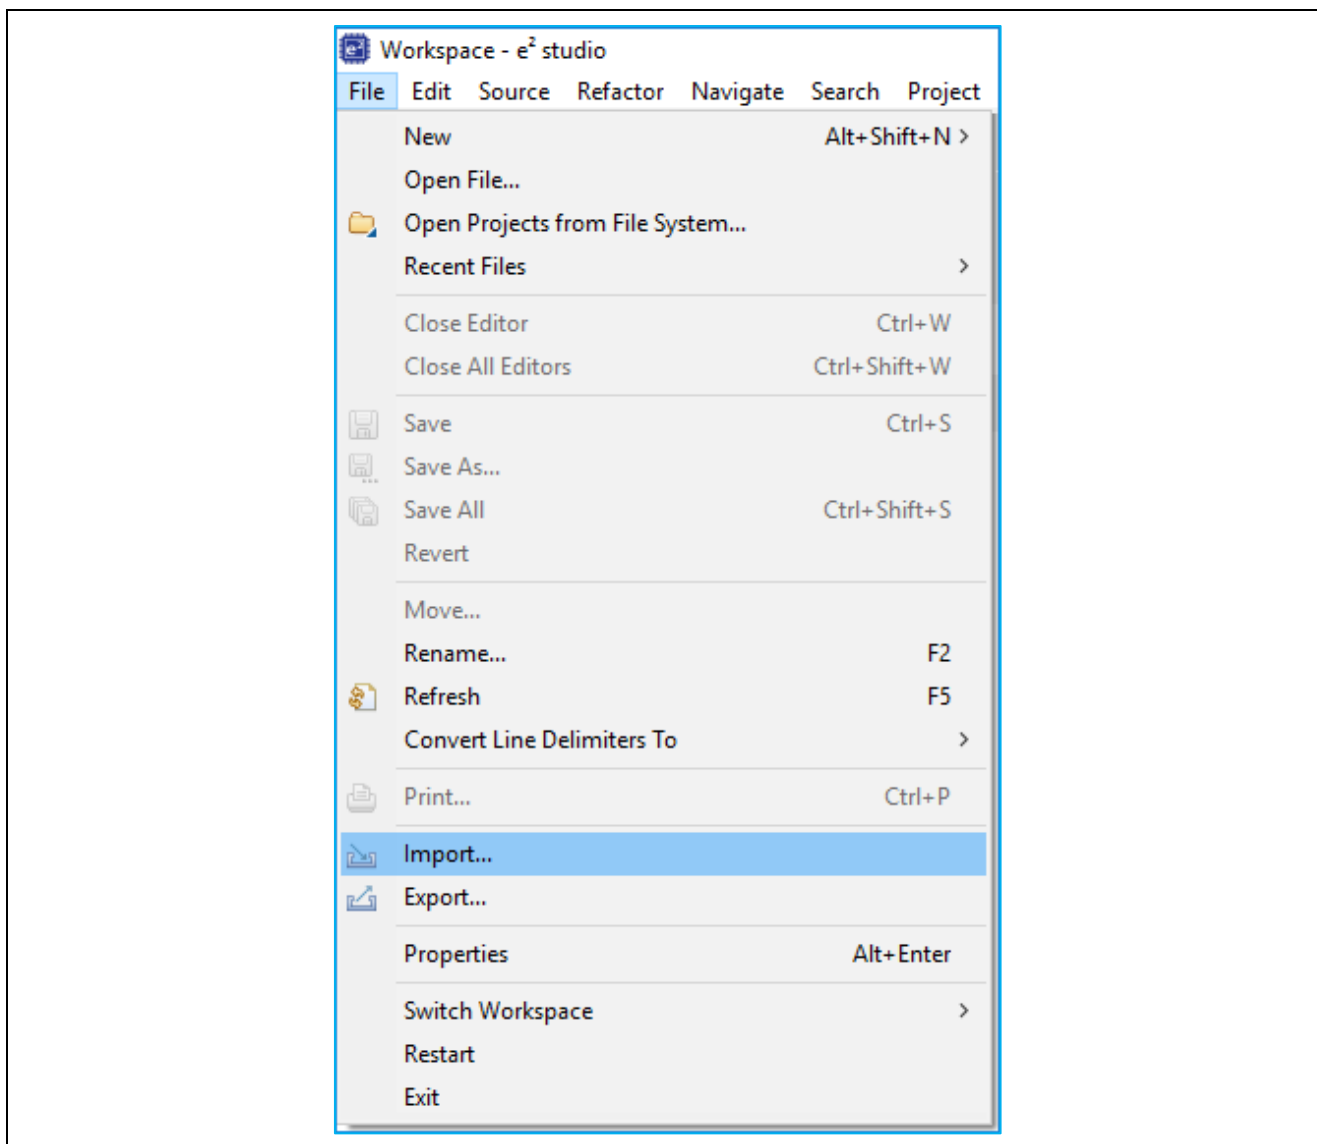 Workspace - e² studio
File Edit Source Refactor Navigate Search Project
New Alt+Shift+N >
Open File...
Open Projects from File System...
Recent Files >
Close Editor Ctrl+W
Close All Editors Ctrl+Shift+W
Save Ctrl+S
Save As...
Save All Ctrl+Shift+S
Revert
Move...
Rename... F2
Refresh F5
Convert Line Delimiters To >
Print... Ctrl+P
Import...
Export...
Properties Alt+Enter
Switch Workspace >
Restart
Exit